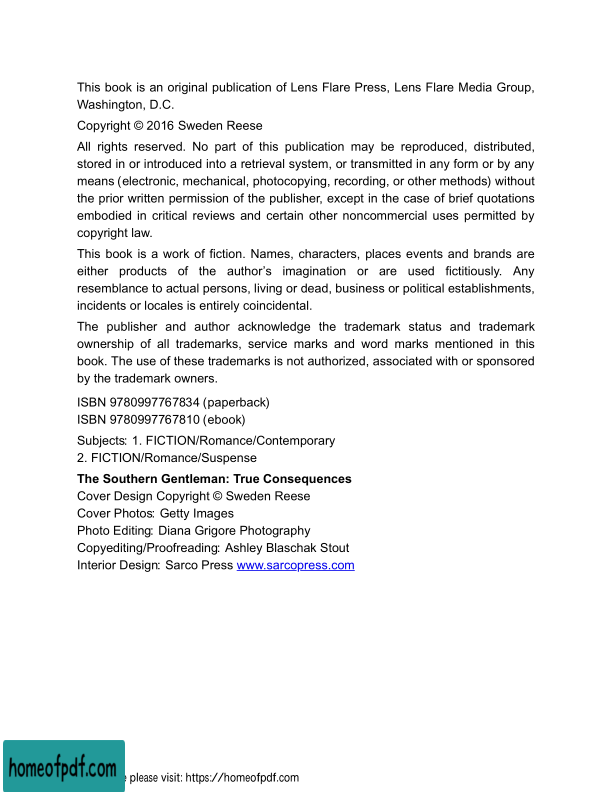 This book is an original publication of Lens Flare Press, Lens Flare Media Group,
Washington, D.C.
Copyright © 2016 Sweden Reese
All rights reserved. No part of this publication may be reproduced, distributed,
stored in or introduced into a retrieval system, or transmitted in any form or by any
means (electronic, mechanical, photocopying, recording, or other methods) without
the prior written permission of the publisher, except in the case of brief quotations
embodied in critical reviews and certain other noncommercial uses permitted by
copyright law.
This book is a work of fiction. Names, characters, places events and brands are
either products of the author’s imagination or are used fictitiously. Any
resemblance to actual persons, living or dead, business or political establishments,
incidents or locales is entirely coincidental.
The publisher and author acknowledge the trademark status and trademark
ownership of all trademarks, service marks and word marks mentioned in this
book. The use of these trademarks is not authorized, associated with or sponsored
by the trademark owners.
ISBN 9780997767834 (paperback)
ISBN 9780997767810 (ebook)
Subjects: 1. FICTION/Romance/Contemporary
2. FICTION/Romance/Suspense
The Southern Gentleman: True Consequences
Cover Design Copyright © Sweden Reese
Cover Photos: Getty Images
Photo Editing: Diana Grigore Photography
Copyediting/Proofreading: Ashley Blaschak Stout
Interior Design: Sarco Press www.sarcopress.com
homeofpdf.com
please visit: https://homeofpdf.com